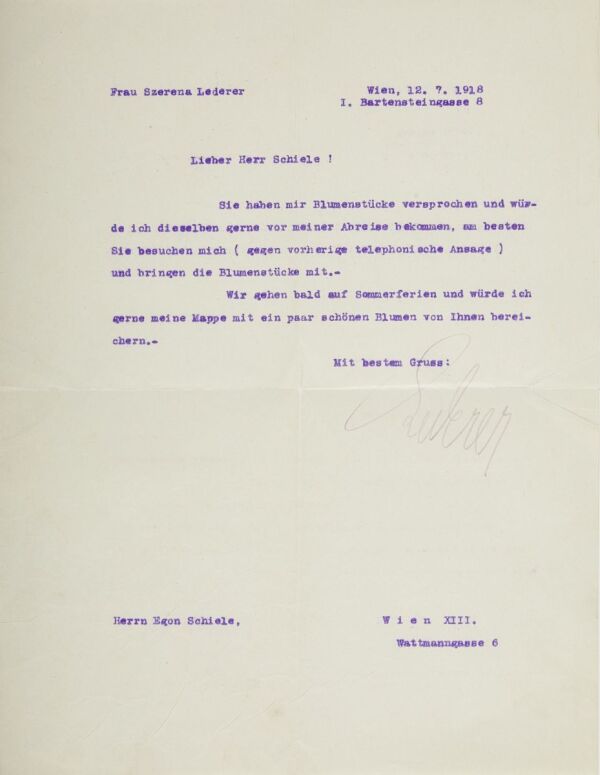 Frau Szerena Lederer
Wien, 12. 7. 1918
I. Bartensteingasse 8
Lieber Herr Schiele !
Sie haben mir Blumenstücke versprochen und wür-
de ich dieselben gerne vor meiner Abreise bekommen, am besten
Sie besuchen mich ( gegen vorherige telephonische Ansage )
und bringen die Blumenstücke mit.-
Wir gehen bald auf Sommerferien und würde ich
gerne meine Mappe mit ein paar schönen Blumen von Ihnen berei-
chern.-
Mit bestem Gruss:
Lederer
Herrn Egon Schiele,
W i e n XIII.
Wattmanngasse 6